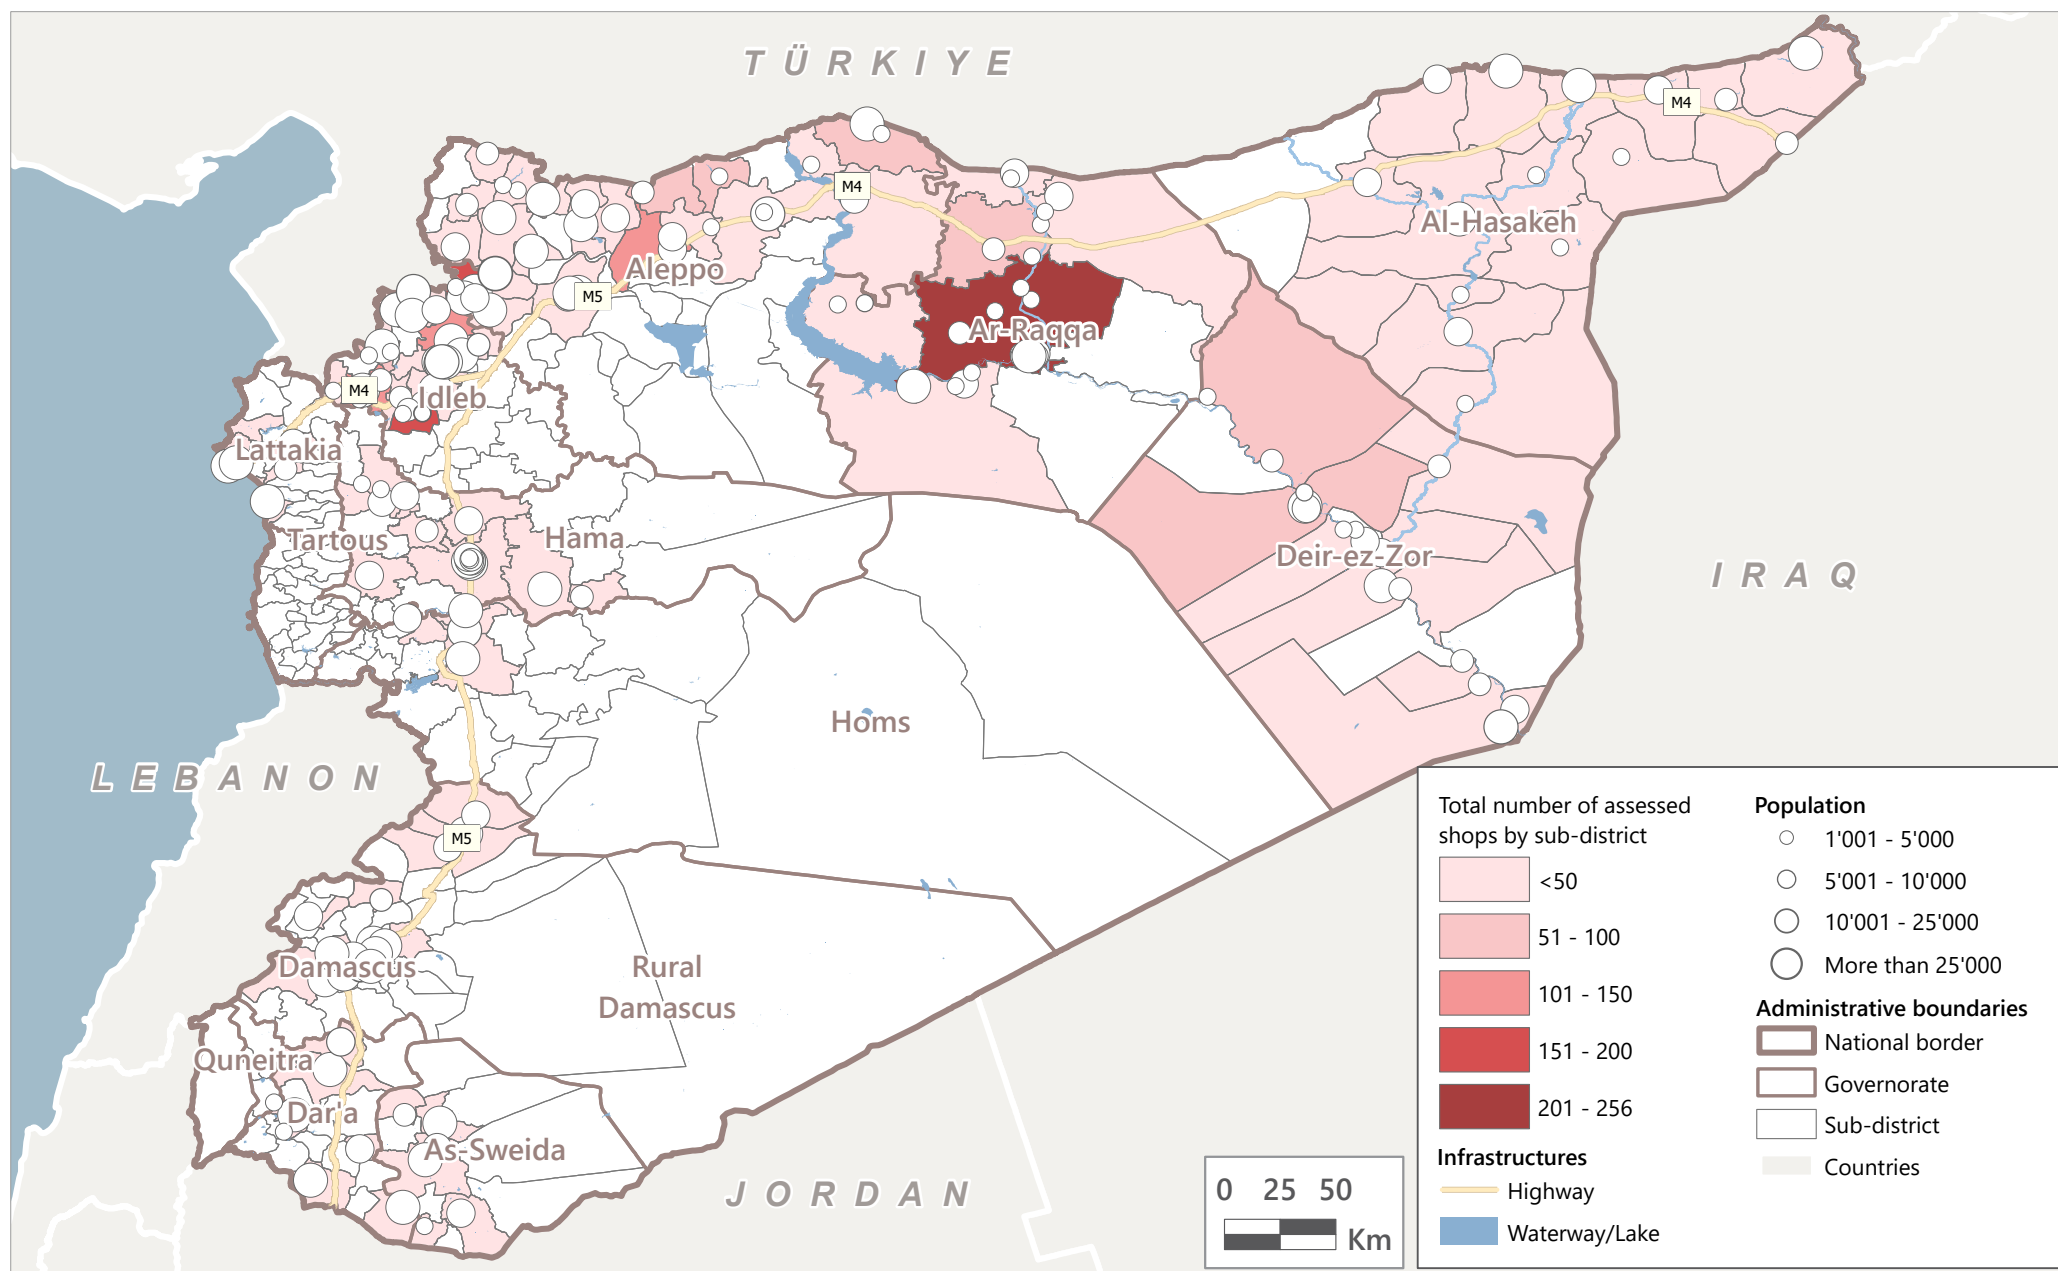 TÜRKIYE
M4
M4
Al-Hasakeh
Aleppo
M5
Ar-Raqqa
M4
Idleb
Lattakia
Tartous
Hama
Deir-ez-Zor
IRAQ
Homs
LEBANON
M5
Damascus
Rural
Damascus
Quneitra
Dar'a
As-Sweida
JORDAN
0 25 50
Km
Total number of assessed
shops by sub-district
<50
51 - 100
101 - 150
151 - 200
201 - 256
Infrastructures
Highway
Waterway/Lake
Population
1'001 - 5'000
5'001 - 10'000
10'001 - 25'000
More than 25'000
Administrative boundaries
National border
Governorate
Sub-district
Countries